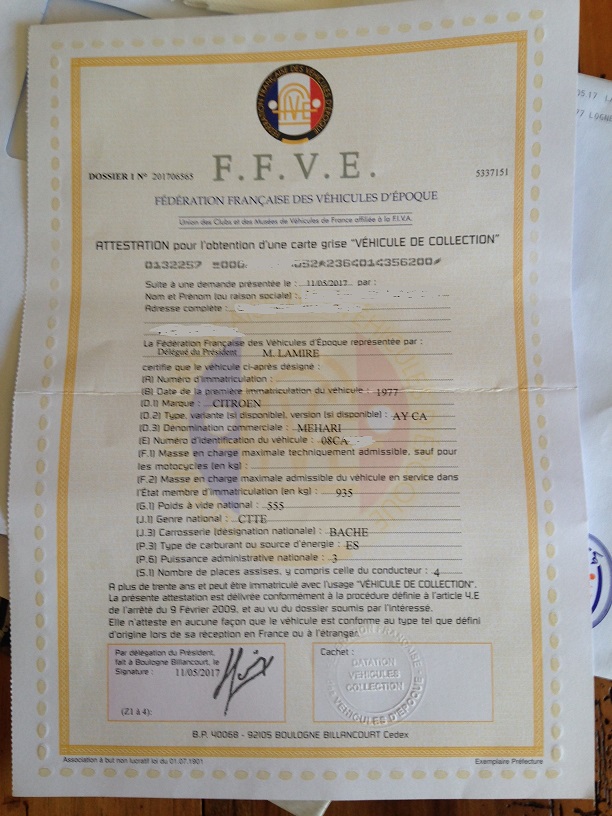 FÉDÉRATION FRANÇAISE DES VÉHICULES D'ÉPOQUE
FFVE
DOSSIER 1 N° 201706565
F.F.V.E.
5337151
FÉDÉRATION FRANÇAISE DES VÉHICULES D'ÉPOQUE
Union des Clubs et des Musées de Véhicules de France affiliée à la F.I.V.A.
ATTESTATION pour l'obtention d'une carte grise "VÉHICULE DE COLLECTION"
0132257
Suite à une demande présentée le : 11/05/2017 par :
Nom et Prénom (ou raison sociale) :
Adresse complète :
La Fédération Française des Véhicules d'Époque représentée par :
Délégué du Président M. LAMIRE
certifie que le véhicule ci-après désigné :
(A) Numéro d'immatriculation :
(B) Date de la première immatriculation du véhicule : 1977
(D.1) Marque : CITROEN
(D.2) Type, variante (si disponible), version (si disponible) : AY CA
(D.3) Dénomination commerciale : MEHARI
(E) Numéro d'identification du véhicule : 08CA
(F.1) Masse en charge maximale techniquement admissible, sauf pour
les motocycles (en kg) :
(F.2) Masse en charge maximale admissible du véhicule en service dans
l'État membre d'immatriculation (en kg) : 935
(G.1) Poids à vide national : 555
(J.1) Genre national : CTTE
(J.3) Carrosserie (désignation nationale) : BACHE
(P.3) Type de carburant ou source d'énergie : ES
(P.6) Puissance administrative nationale : 3
(S.1) Nombre de places assises, y compris celle du conducteur : 4
A plus de trente ans et peut être immatriculé avec l'usage "VÉHICULE DE COLLECTION".
La présente attestation est délivrée conformément à la procédure définie à l'article 4.E
de l'arrêté du 9 Février 2009, et au vu du dossier soumis par l'intéressé.
Elle n'atteste en aucune façon que le véhicule est conforme au type tel que défini
d'origine lors de sa réception en France ou à l'étranger.
Par délégation du Président,
fait à Boulogne Billancourt, le
Signature : 11/05/2017
(Z1 à 4) :
Cachet :
DATATION
VÉHICULES
COLLECTION
VEHICULES D'ÉPOQUE
B.P. 40068 - 92105 BOULOGNE BILLANCOURT Cedex
Association à but non lucratif loi du 01.07.1901
Exemplaire Préfecture